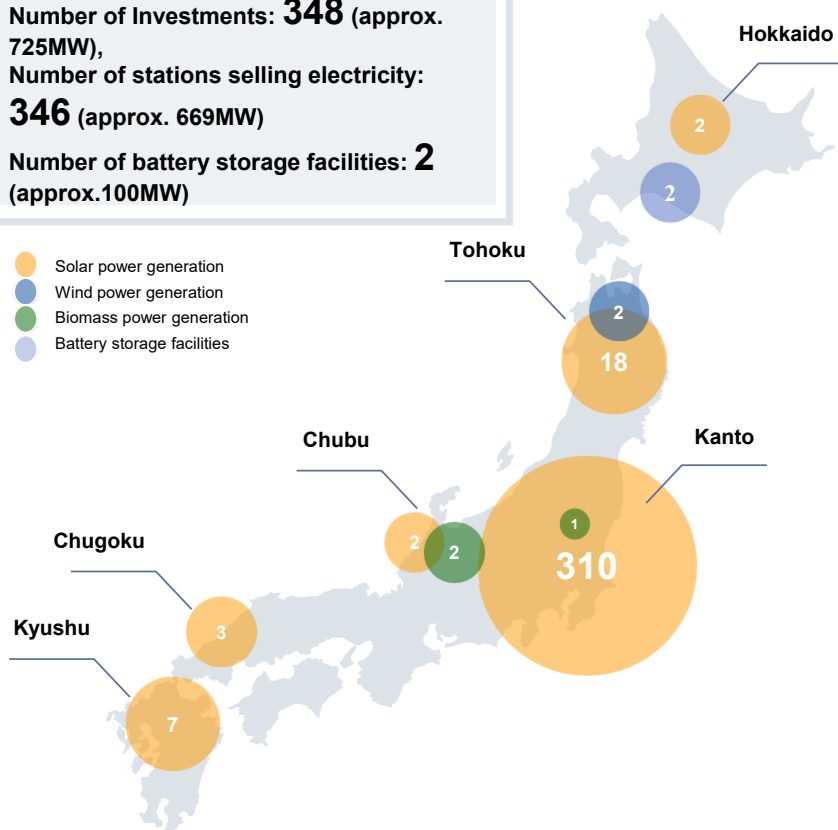 Number of Investments: 348 (approx.
725MW),
Number of stations selling electricity:
346 (approx. 669MW)
Number of battery storage facilities: 2
(approx.100MW)
Solar power generation
Wind power generation
Biomass power generation
Battery storage facilities
Hokkaido
2
2
Tohoku
2
18
Chubu
Kanto
2
2
1
310
Chugoku
3
Kyushu
7